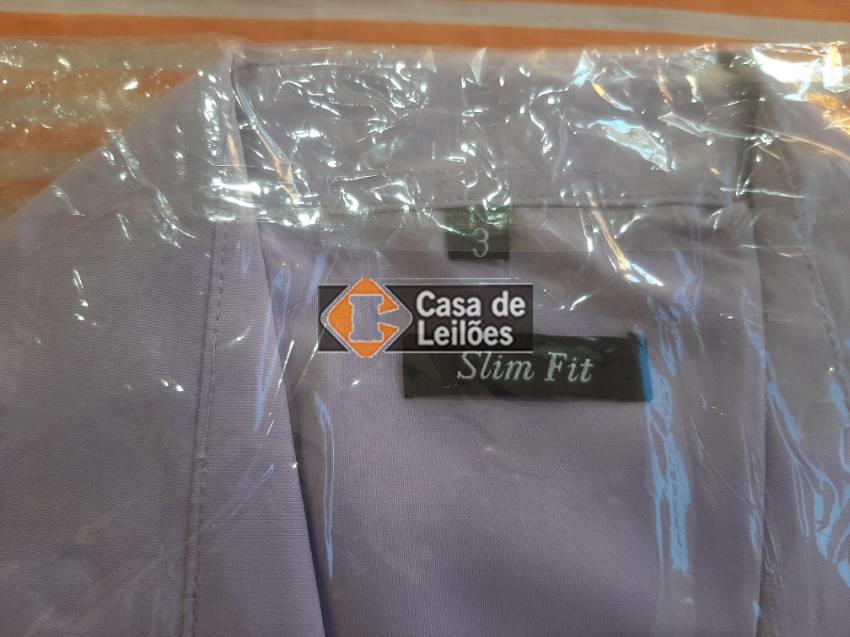 3
Casa de
Leilões
Slim Fit